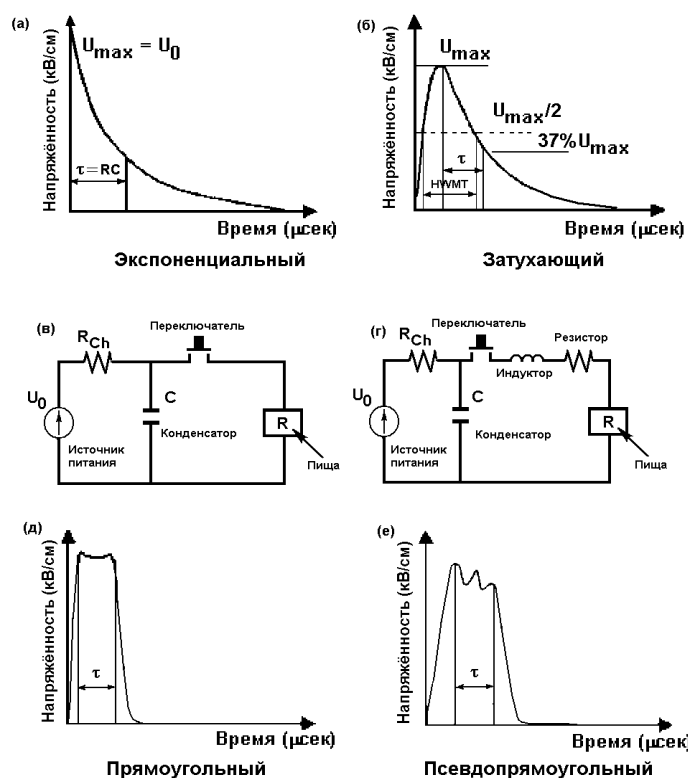 (а)
Напряжённость (кВ/см)
Umax = U0
τ=RC
Время (μсек)
Экспоненциальный
(б)
Напряжённость (кВ/см)
Umax
Umax/2
37%Umax
τ
HWMT
Время (μсек)
Затухающий
(в)
Переключатель
RCh
U0
C
Конденсатор
R
Источник
питания
Пища
(г)
Переключатель
RCh
Резистор
Индуктор
U0
C
Конденсатор
R
Источник
питания
Пища
(д)
Напряжённость (кВ/см)
τ
Время (μсек)
Прямоугольный
(е)
Напряжённость (кВ/см)
τ
Время (μсек)
Псевдопрямоугольный